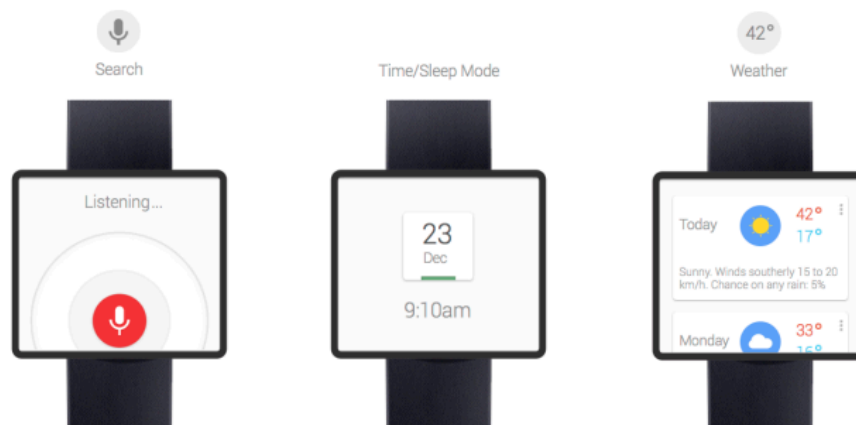 Search
Time/Sleep Mode
42°
Weather
Listening...
23
Dec
9:10am
Today
42°
17°
Sunny. Winds southerly 15 to 20
km/h. Chance on any rain: 5%
Monday
33°
16°